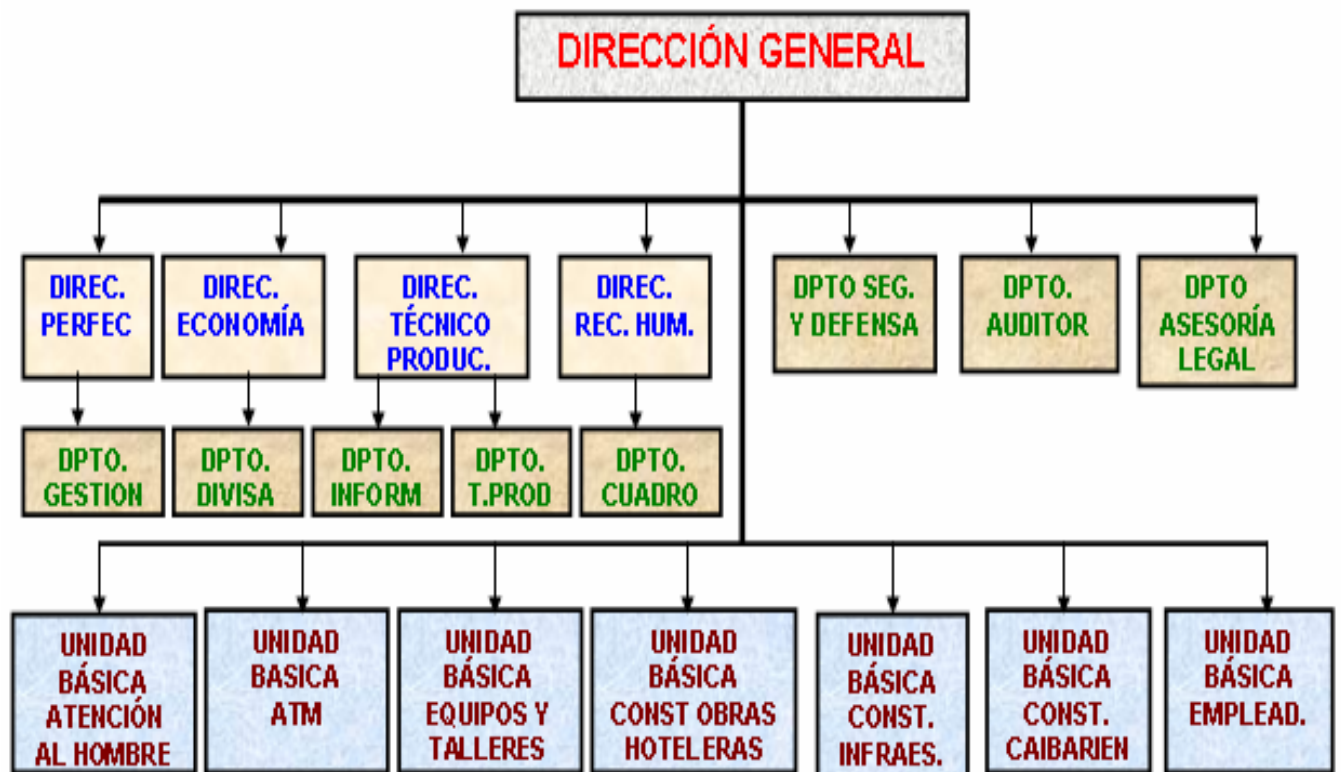 DIRECCIÓN GENERAL
DIREC.
PERFEC
DIREC.
ECONOMÍA
DIREC.
TÉCNICO
PRODUC.
DIREC.
REC. HUM.
DPTO SEG.
Y DEFENSA
DPTO.
AUDITOR
DPTO
ASESORÍA
LEGAL
DPTO.
GESTION
DPTO.
DIVISA
DPTO.
INFORM
DPTO.
T.PROD
DPTO.
CUADRO
UNIDAD
BÁSICA
ATENCIÓN
AL HOMBRE
UNIDAD
BASICA
ATM
UNIDAD
BÁSICA
EQUIPOS Y
TALLERES
UNIDAD
BÁSICA
CONST OBRAS
HOTELERAS
UNIDAD
BÁSICA
CONST.
INFRAES.
UNIDAD
BÁSICA
CONST.
CAIBARIEN
UNIDAD
BÁSICA
EMPLEAD.